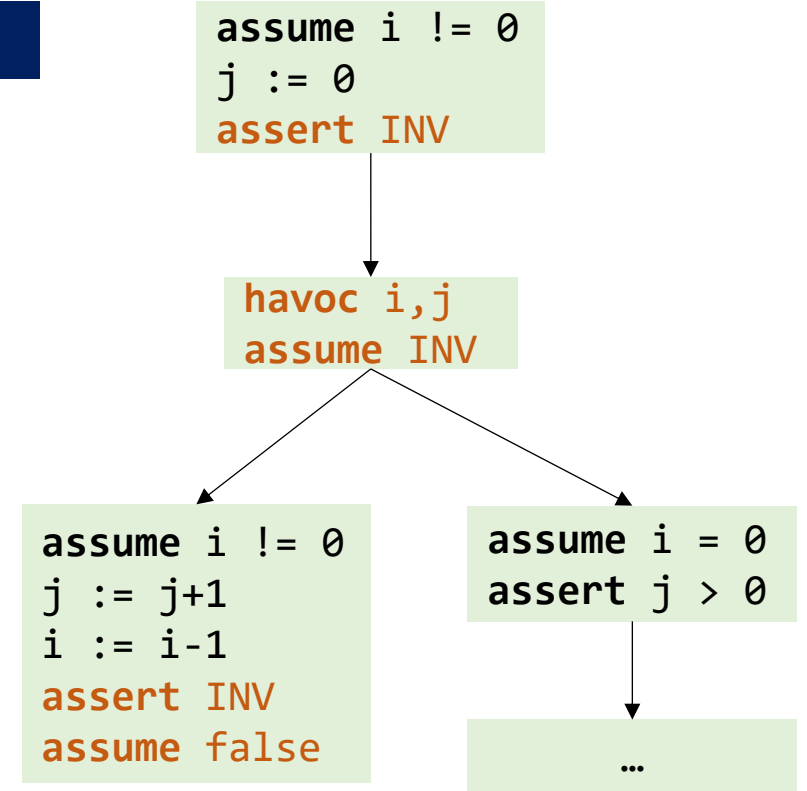 assume i != 0
j := 0
assert INV
havoc i,j
assume INV
assume i != 0
j := j+1
i := i-1
assert INV
assume false
assume i = 0
assert j > 0
…